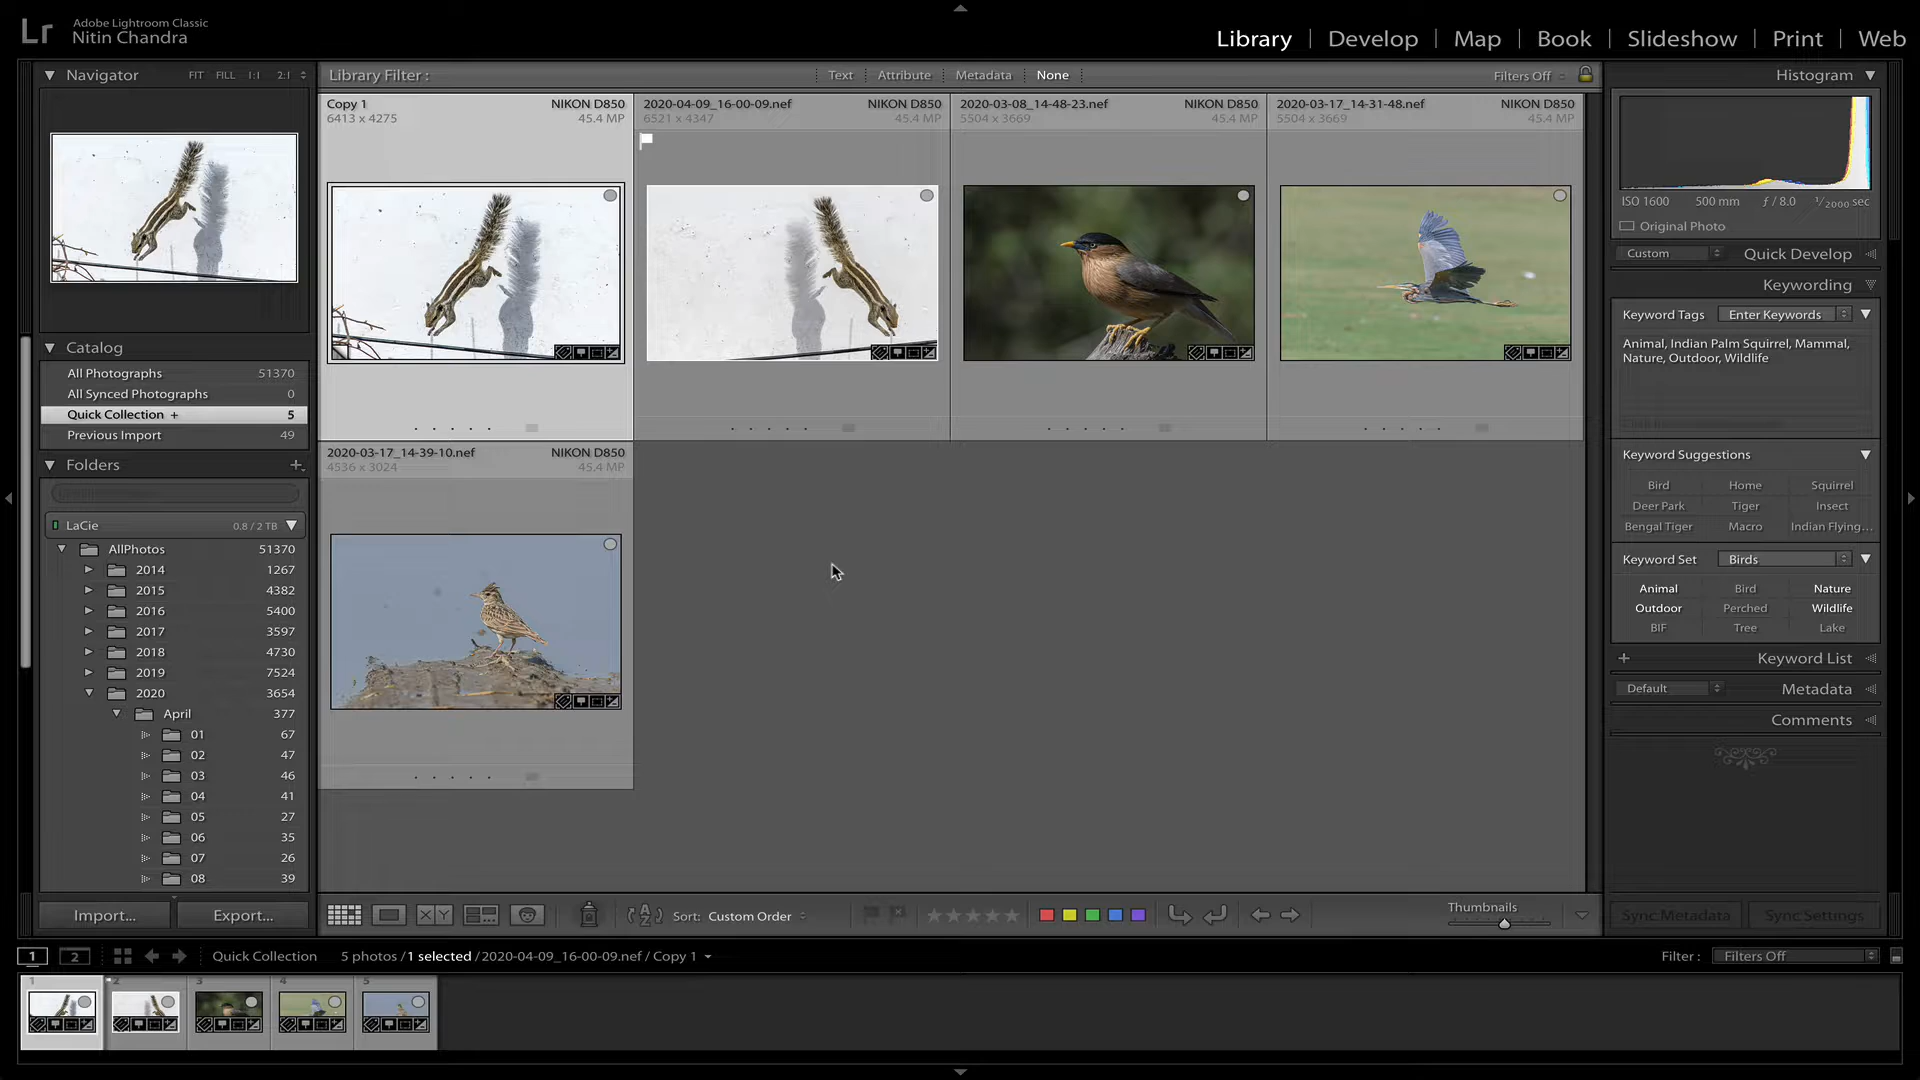 Lr
Adobe Lightroom Classic
Nitin Chandra
Library | Develop | Map | Book | Slideshow | Print | Web
Navigator FIT FILL 1:1 2:1
Library Filter : Text Attribute Metadata None Filters Off
Histogram
Copy 1 NIKON D850
6413 x 4275 45.4 MP
2020-04-09_16-00-09.nef NIKON D850
6521 x 4347 45.4 MP
2020-03-08_14-48-23.nef NIKON D850
5504 x 3669 45.4 MP
2020-03-17_14-31-48.nef NIKON D850
5504 x 3669 45.4 MP
ISO 1600 500 mm ƒ / 8.0 1/2000 sec
Original Photo
Custom Quick Develop
Keywording
Keyword Tags Enter Keywords
Animal, Indian Palm Squirrel, Mammal,
Nature, Outdoor, Wildlife
Catalog
All Photographs 51370
All Synced Photographs 0
Quick Collection + 5
Previous Import 49
Folders +
LaCie 0.8 / 2 TB
AllPhotos 51370
2014 1267
2015 4382
2016 5400
2017 3597
2018 4730
2019 7524
2020 3654
April 377
01 67
02 47
03 46
04 41
05 27
06 35
07 26
08 39
2020-03-17_14-39-10.nef NIKON D850
4536 x 3024 45.4 MP
Keyword Suggestions
Bird Home Squirrel
Deer Park Tiger Insect
Bengal Tiger Macro Indian Flying...
Keyword Set Birds
Animal Bird Nature
Outdoor Perched Wildlife
BIF Tree Lake
+ Keyword List
Default Metadata
Comments
Import... Export...
X Y
Sort: Custom Order
Thumbnails
Sync Metadata Sync Settings
1 2 Quick Collection 5 photos / 1 selected / 2020-04-09_16-00-09.nef / Copy 1
Filter : Filters Off
1 2 3 4 5